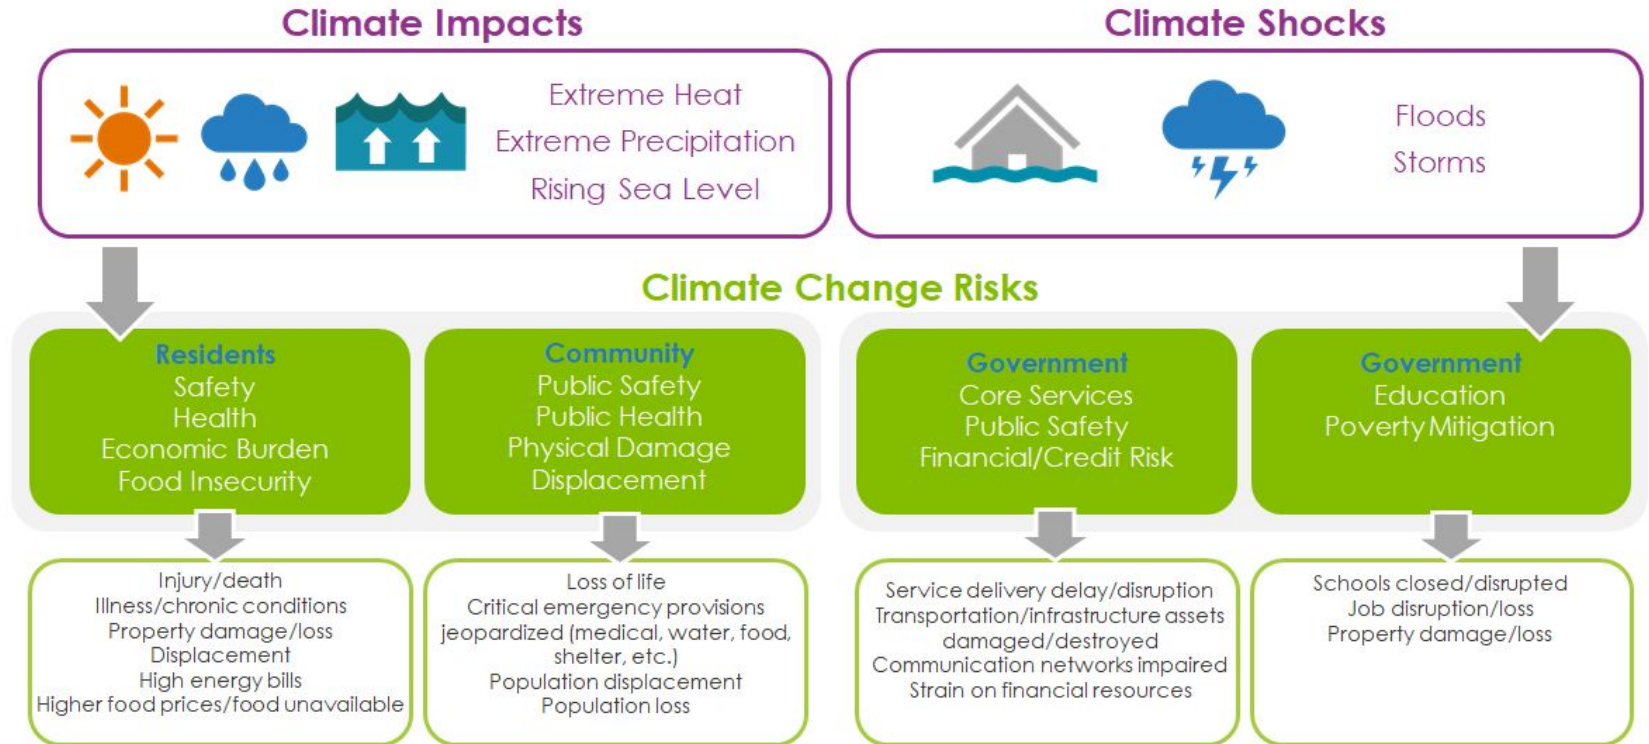 Climate Impacts
Extreme Heat
Extreme Precipitation
Rising Sea Level
Climate Shocks
Floods
Storms
Climate Change Risks
Residents
Safety
Health
Economic Burden
Food Insecurity
Community
Public Safety
Public Health
Physical Damage
Displacement
Government
Core Services
Public Safety
Financial/Credit Risk
Government
Education
Poverty Mitigation
Injury/death
Illness/chronic conditions
Property damage/loss
Displacement
High energy bills
Higher food prices/food unavailable
Loss of life
Critical emergency provisions
jeopardized (medical, water, food,
shelter, etc.)
Population displacement
Population loss
Service delivery delay/disruption
Transportation/infrastructure assets
damaged/destroyed
Communication networks impaired
Strain on financial resources
Schools closed/disrupted
Job disruption/loss
Property damage/loss